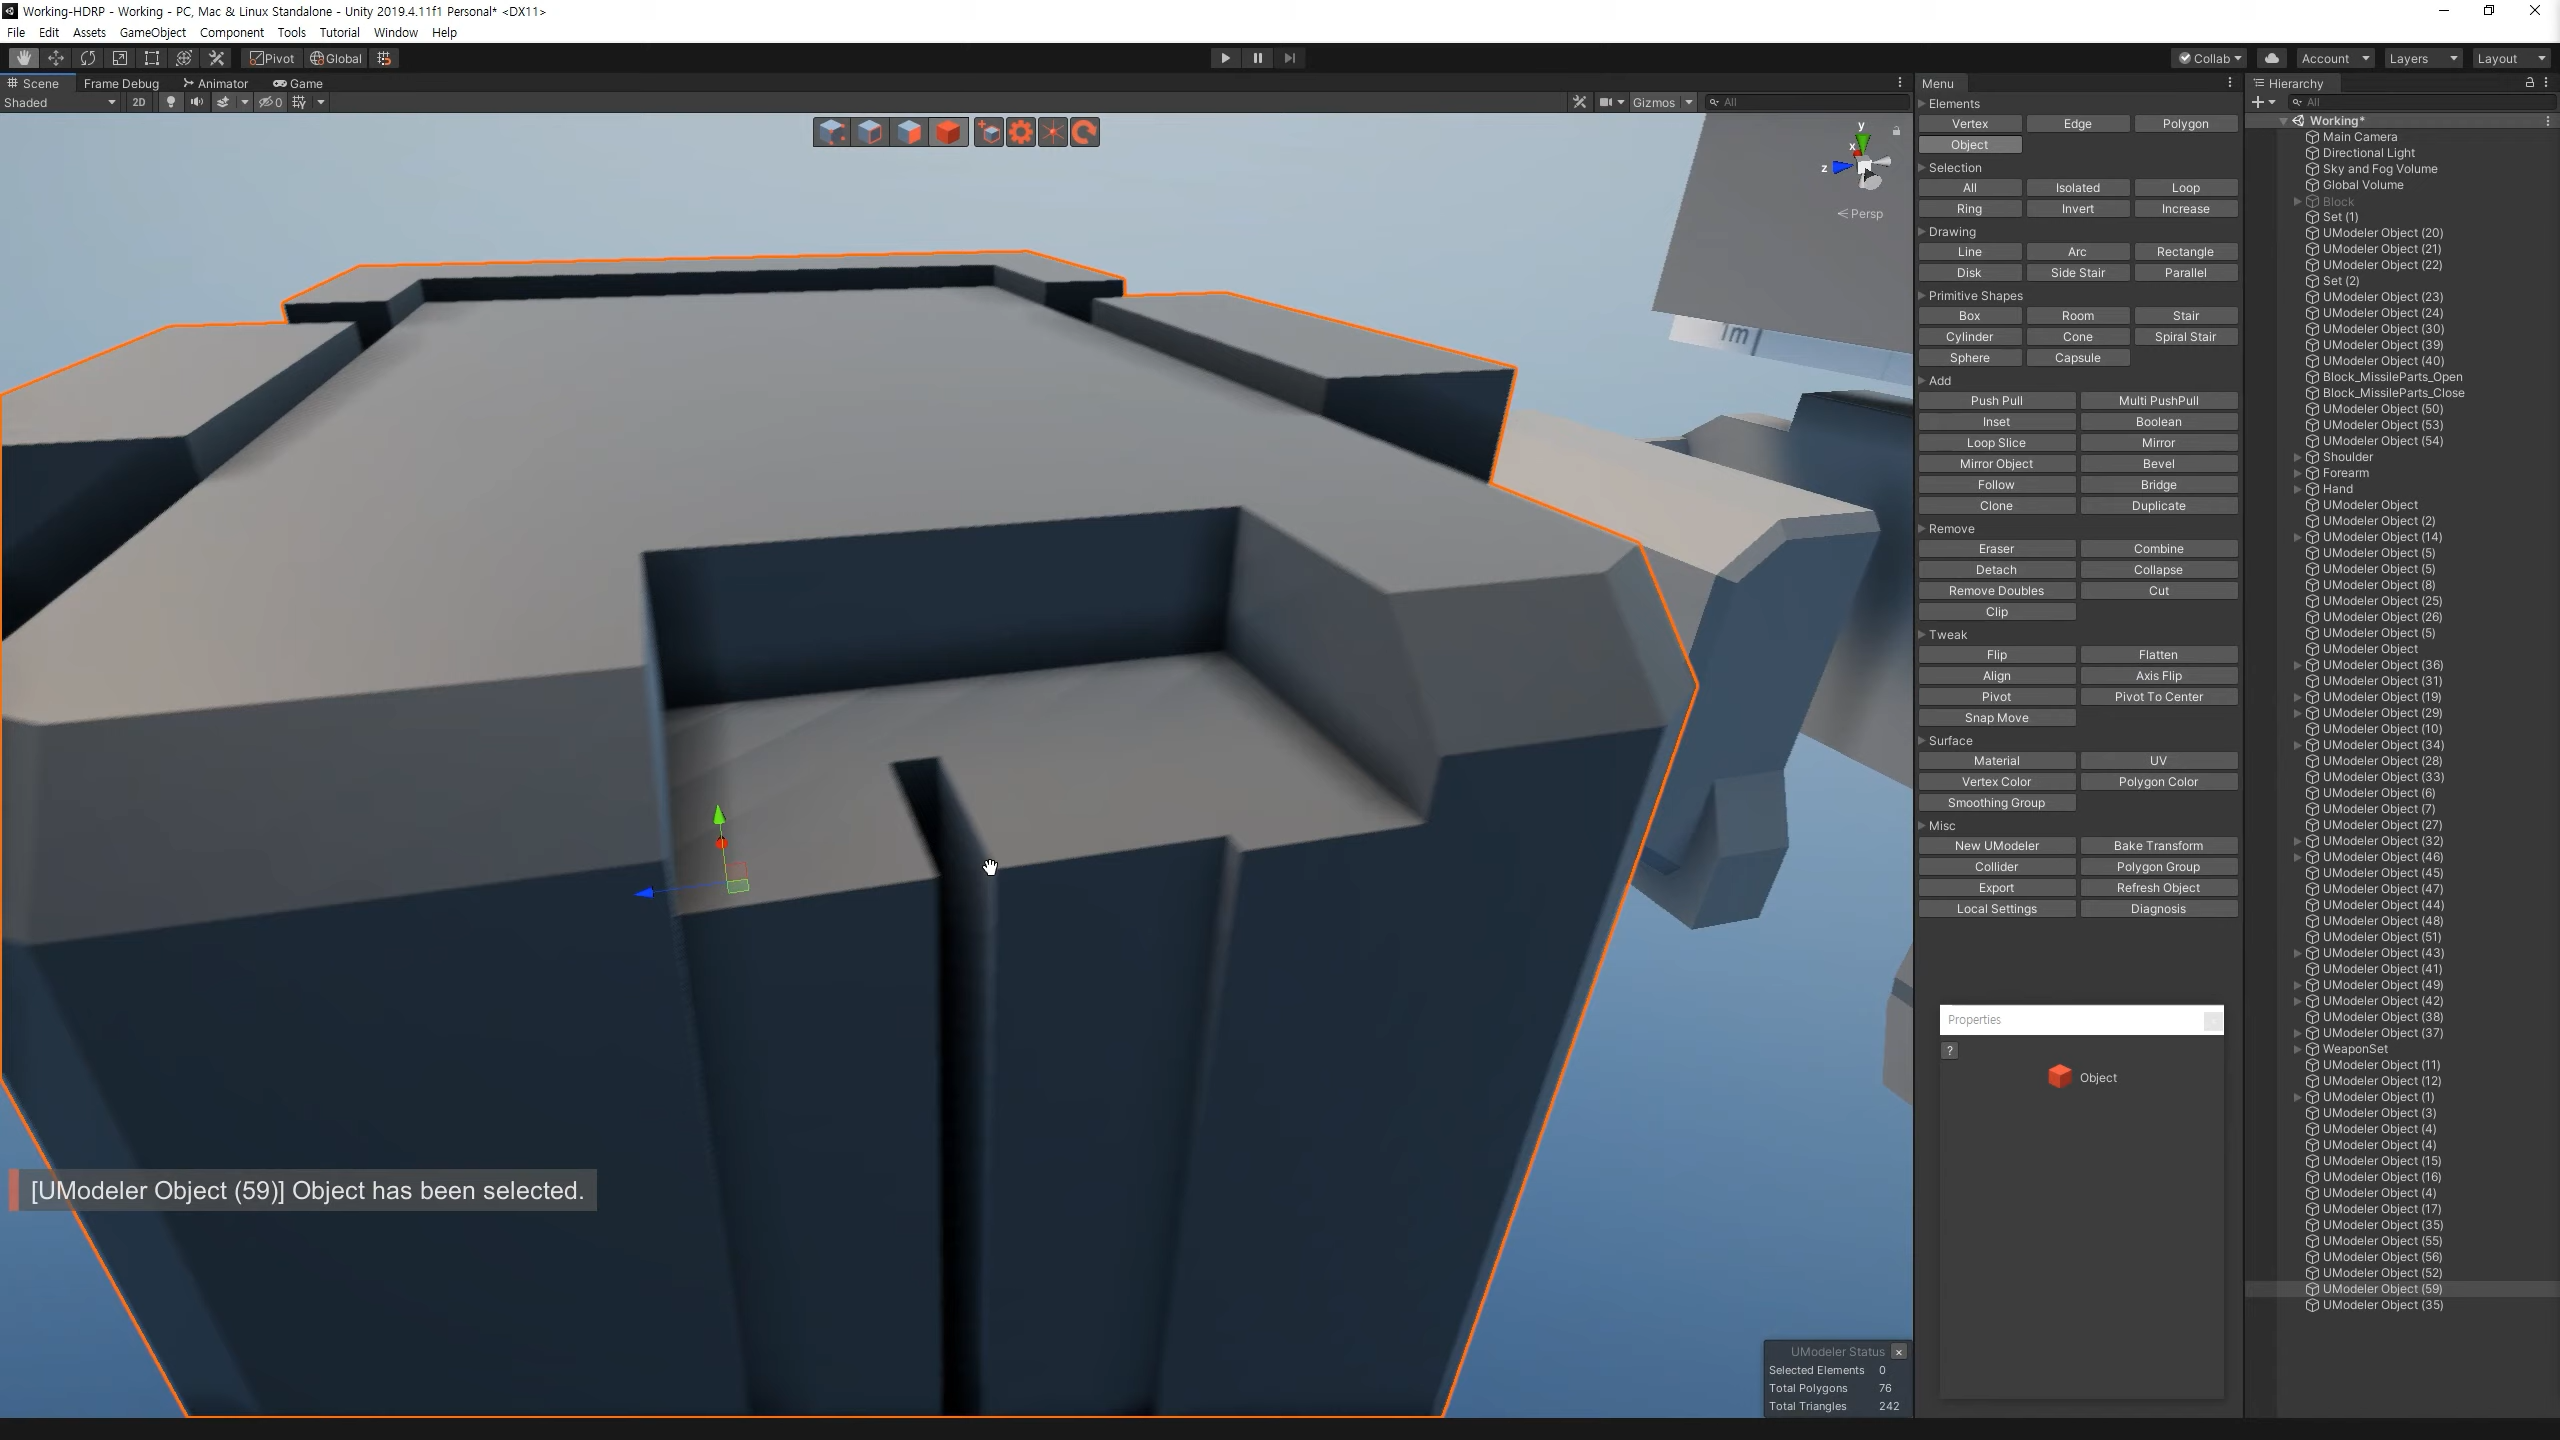 Working-HDRP - Working - PC, Mac & Linux Standalone - Unity 2019.4.11f1 Personal* <DX11>
File Edit Assets GameObject Component Tools Tutorial Window Help
Pivot Global Collab Account Layers Layout
Scene Frame Debug Animator Game
Shaded 2D 0 Gizmos All
y
x
z
Persp
1m
[UModeler Object (59)] Object has been selected.
UModeler Status
Selected Elements 0
Total Polygons 76
Total Triangles 242
Menu
Elements
Vertex Edge Polygon
Object
Selection
All Isolated Loop
Ring Invert Increase
Drawing
Line Arc Rectangle
Disk Side Stair Parallel
Primitive Shapes
Box Room Stair
Cylinder Cone Spiral Stair
Sphere Capsule
Add
Push Pull Multi PushPull
Inset Boolean
Loop Slice Mirror
Mirror Object Bevel
Follow Bridge
Clone Duplicate
Remove
Eraser Combine
Detach Collapse
Remove Doubles Cut
Clip
Tweak
Flip Flatten
Align Axis Flip
Pivot Pivot To Center
Snap Move
Surface
Material UV
Vertex Color Polygon Color
Smoothing Group
Misc
New UModeler Bake Transform
Collider Polygon Group
Export Refresh Object
Local Settings Diagnosis
Properties
?
Object
Hierarchy
All
Working*
Main Camera
Directional Light
Sky and Fog Volume
Global Volume
Block
Set (1)
UModeler Object (20)
UModeler Object (21)
UModeler Object (22)
Set (2)
UModeler Object (23)
UModeler Object (24)
UModeler Object (30)
UModeler Object (39)
UModeler Object (40)
Block_MissileParts_Open
Block_MissileParts_Close
UModeler Object (50)
UModeler Object (53)
UModeler Object (54)
Shoulder
Forearm
Hand
UModeler Object
UModeler Object (2)
UModeler Object (14)
UModeler Object (5)
UModeler Object (5)
UModeler Object (8)
UModeler Object (25)
UModeler Object (26)
UModeler Object (5)
UModeler Object
UModeler Object (36)
UModeler Object (31)
UModeler Object (19)
UModeler Object (29)
UModeler Object (10)
UModeler Object (34)
UModeler Object (28)
UModeler Object (33)
UModeler Object (6)
UModeler Object (7)
UModeler Object (27)
UModeler Object (32)
UModeler Object (46)
UModeler Object (45)
UModeler Object (47)
UModeler Object (44)
UModeler Object (48)
UModeler Object (51)
UModeler Object (43)
UModeler Object (41)
UModeler Object (49)
UModeler Object (42)
UModeler Object (38)
UModeler Object (37)
WeaponSet
UModeler Object (11)
UModeler Object (12)
UModeler Object (1)
UModeler Object (3)
UModeler Object (4)
UModeler Object (4)
UModeler Object (15)
UModeler Object (16)
UModeler Object (4)
UModeler Object (17)
UModeler Object (35)
UModeler Object (55)
UModeler Object (56)
UModeler Object (52)
UModeler Object (59)
UModeler Object (35)